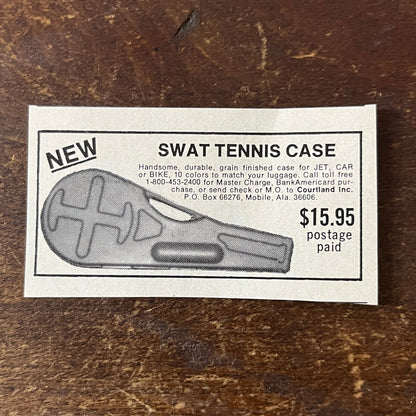 NEW
SWAT TENNIS CASE
Handsome, durable, grain finished case for JET, CAR
or BIKE, 10 colors to match your luggage. Call toll free
1-800-453-2400 for Master Charge, BankAmericard pur-
chase, or send check or M.O. to Courtland Inc.
P.O. Box 66276, Mobile, Ala. 36606.
$15.95
postage
paid